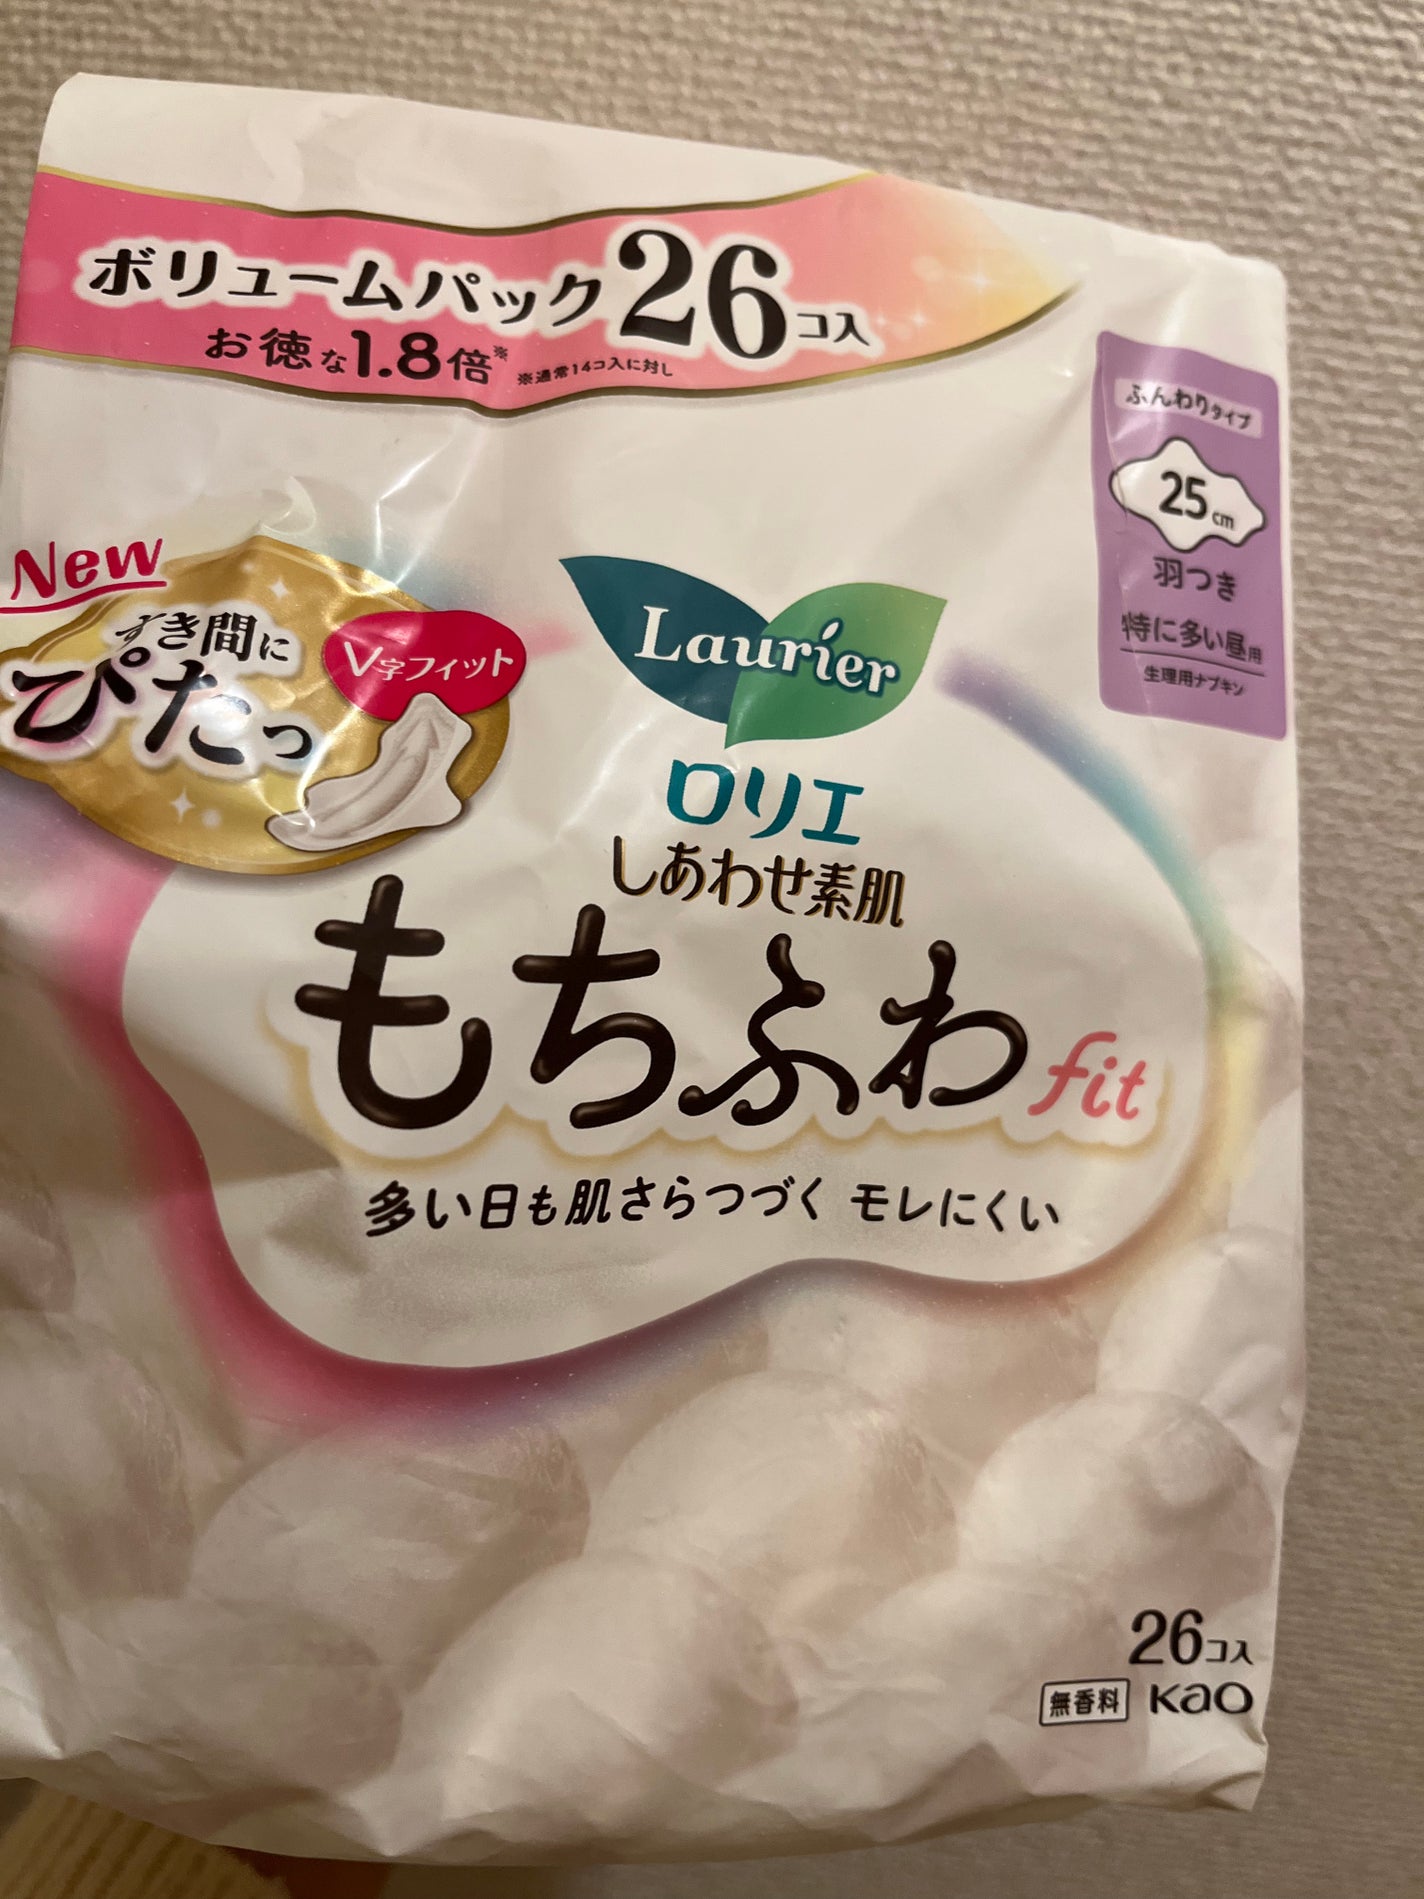 ボリュームパック26コ入
お徳な1.8倍※
※通常14コ入に対し
ふんわりタイプ
25cm
羽つき
特に多い昼用
生理用ナプキン
New
すき間に
ぴたっ
V字フィット
Laurier
ロリエ
しあわせ素肌
もちふわfit
多い日も肌さらつづく モレにくい
26コ入
無香料 Kao